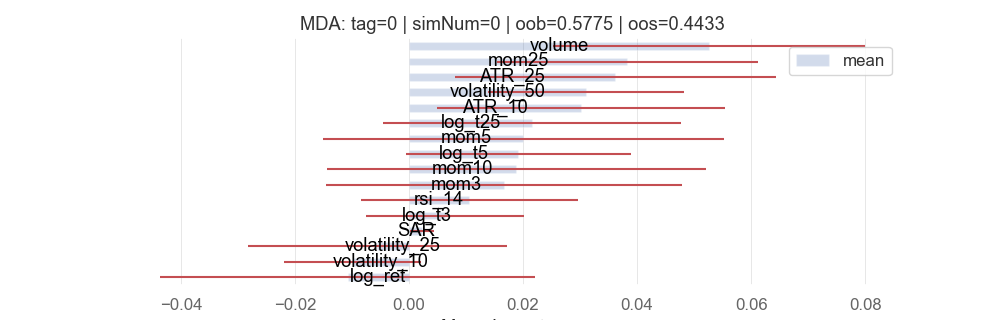 MDA: tag=0 | simNum=0 | oob=0.5775 | oos=0.4433
volume
mean
mom25
ATR_25
volatility_50
ATR_10
log_t25
mom5
log_t5
mom10
mom3
rsi_14
log_t3
SAR
volatility_25
volatility_10
log_ret
−0.04 −0.02 0.00 0.02 0.04 0.06 0.08